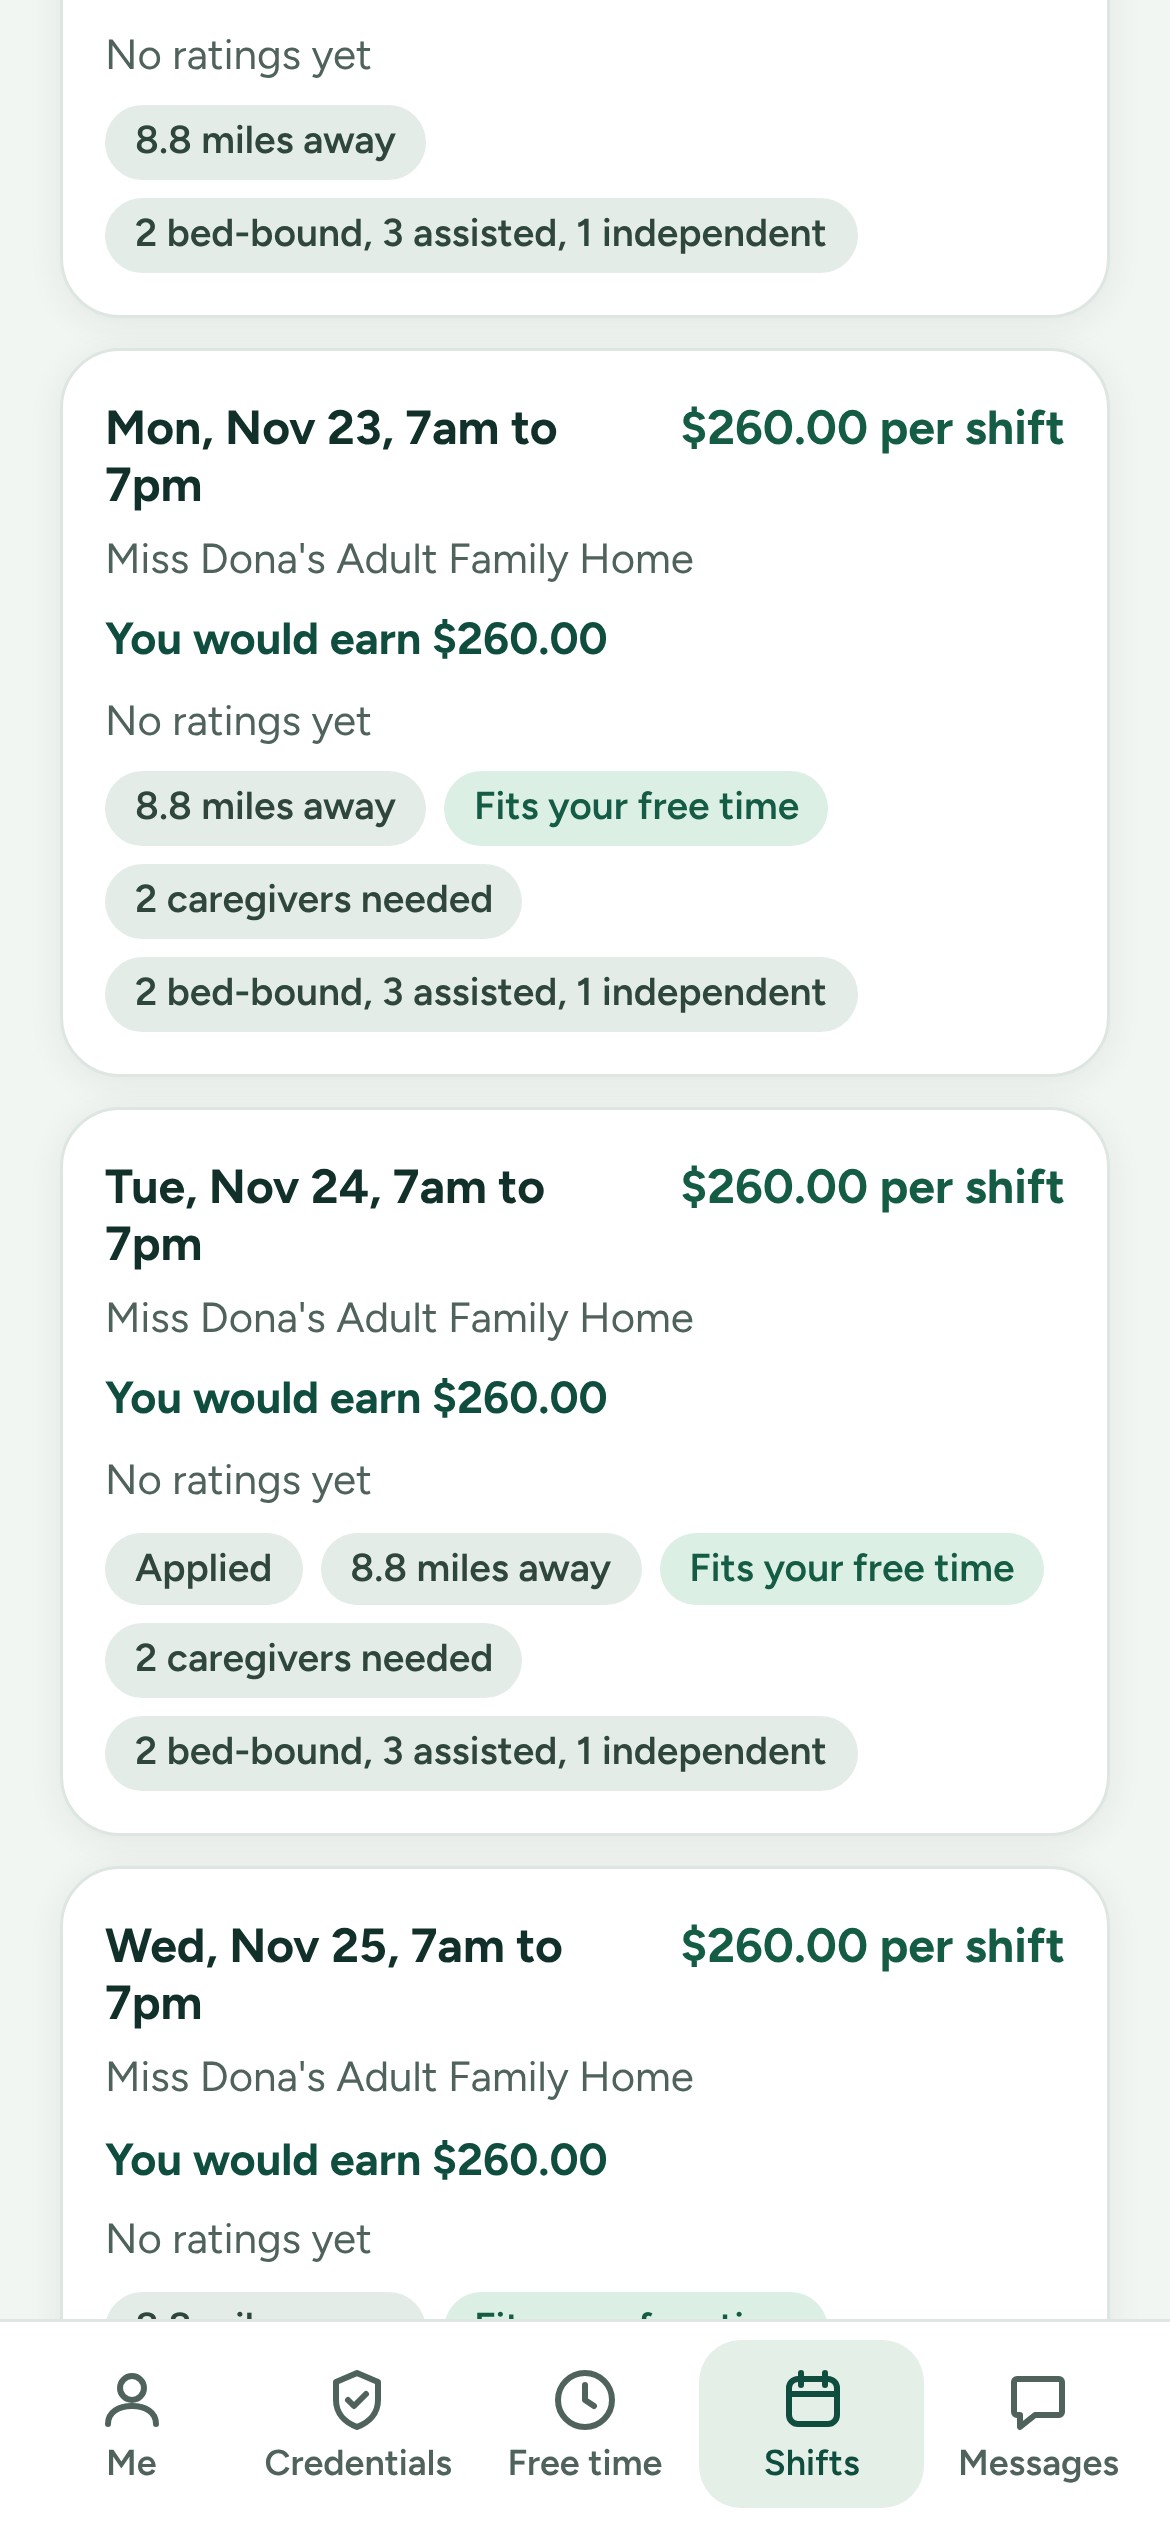 No ratings yet
8.8 miles away
2 bed-bound, 3 assisted, 1 independent
Mon, Nov 23, 7am to
7pm
$260.00 per shift
Miss Dona's Adult Family Home
You would earn $260.00
No ratings yet
8.8 miles away
Fits your free time
2 caregivers needed
2 bed-bound, 3 assisted, 1 independent
Tue, Nov 24, 7am to
7pm
$260.00 per shift
Miss Dona's Adult Family Home
You would earn $260.00
No ratings yet
Applied
8.8 miles away
Fits your free time
2 caregivers needed
2 bed-bound, 3 assisted, 1 independent
Wed, Nov 25, 7am to
7pm
$260.00 per shift
Miss Dona's Adult Family Home
You would earn $260.00
No ratings yet
Me
Credentials
Free time
Shifts
Messages